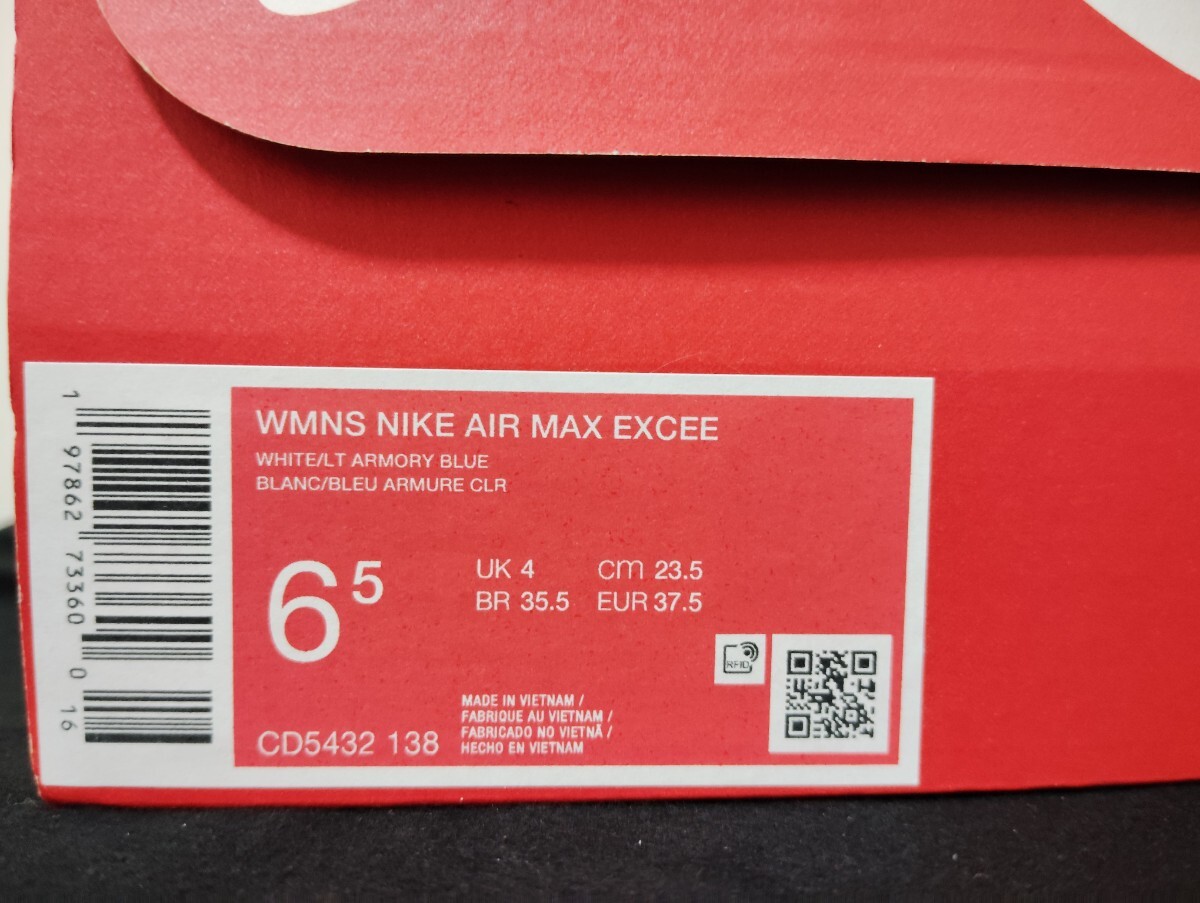 WMNS NIKE AIR MAX EXCEE
WHITE/LT ARMORY BLUE
BLANC/BLEU ARMURE CLR
6⁵
UK 4 cm 23.5
BR 35.5 EUR 37.5
RFID
MADE IN VIETNAM /
FABRIQUE AU VIETNAM /
FABRICADO NO VIETNÃ /
HECHO EN VIETNAM
CD5432 138
1 97862 73360 0 16